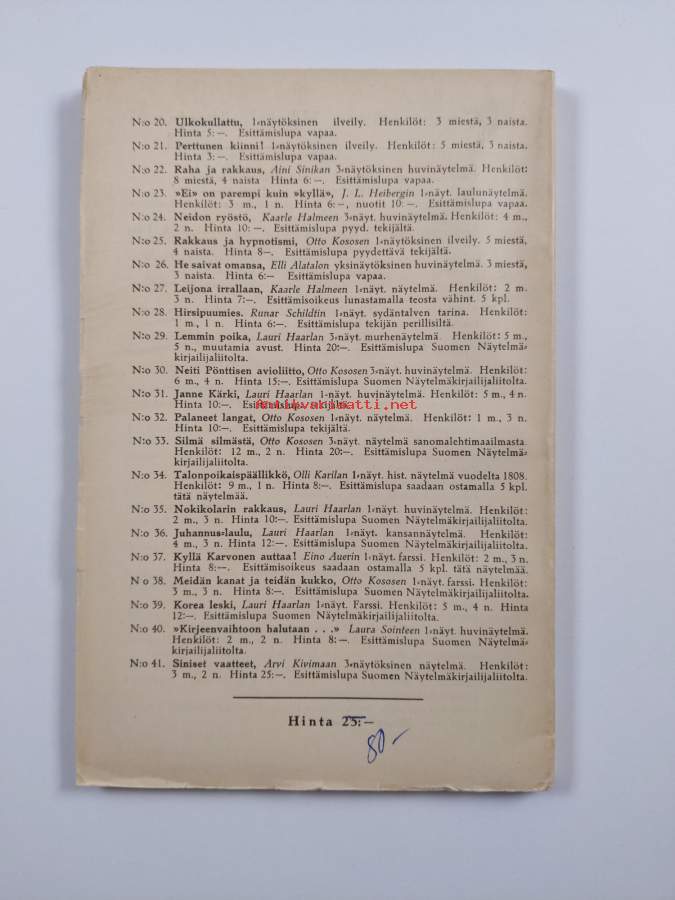 N:o 20. Ulkokullattu, 1-näytöksinen ilveily. Henkilöt: 3 miestä, 3 naista.
Hinta 5:—. Esittämislupa vapaa.
N:o 21. Perttunen kiinni! 1-näytöksinen ilveily. Henkilöt: 5 miestä, 3 naista.
Hinta 3:—. Esittämislupa vapaa.
N:o 22. Raha ja rakkaus, Aini Sinikan 3-näytöksinen huvinäytelmä. Henkilöt:
8 miestä, 4 naista Hinta 6:—. Esittämislupa vapaa.
N:o 23. »Ei» on parempi kuin »kyllä», J. L. Heibergin 1-näyt. laulunäytelmä.
Henkilöt: 3 m., 1 n. Hinta 6:—, nuotit 10:—. Esittämislupa vapaa.
N:o 24. Neidon ryöstö, Kaarle Halmeen 3-näyt. huvinäytelmä. Henkilöt: 4 m.,
2 n. Hinta 10:—. Esittämislupa pyyd. tekijältä.
N:o 25. Rakkaus ja hypnotismi, Otto Kososen 1-näytöksinen ilveily. 5 miestä,
4 naista. Hinta 8—. Esittämislupa pyydettävä tekijältä.
N:o 26. He saivat omansa, Elli Alatalon yksinäytöksinen huvinäytelmä. 3 miestä,
3 naista. Hinta 6:— Esittämislupa vapaa.
N:o 27. Leijona irrallaan, Kaarle Halmeen 1-näyt. näytelmä. Henkilöt: 2 m.
3 n. Hinta 7:—. Esittämisoikeus lunastamalla teosta vähint. 5 kpl.
N:o 28. Hirsipuumies. Runar Schildtin 1-näyt. sydäntalven tarina. Henkilöt:
1 m., 1 n. Hinta 6:—. Esittämislupa tekijän perillisiltä.
N:o 29. Lemmin poika, Lauri Haarlan 3-näyt. murhenäytelmä. Henkilöt: 5 m.,
5 n., muutamia avust. Hinta 20:—. Esittämislupa Suomen Näytelmä-
kirjailijaliitolta.
N:o 30. Neiti Pönttisen avioliitto, Otto Kososen 3-näyt. huvinäytelmä. Henkilöt:
6 m., 4 n. Hinta 15:—. Esittämislupa Suomen Näytelmäkirjailijaliitolta.
N:o 31. Janne Kärki, Lauri Haarlan 1-näyt. huvinäytelmä. Henkilöt: 5 m., 4 n.
Hinta 10:—. Esittämislupa tekijältä.
antikvariaatti.net
N:o 32. Palaneet langat, Otto Kososen 1-näyt. näytelmä. Henkilöt: 1 m., 3 n.
Hinta 10:—. Esittämislupa tekijältä.
N:o 33. Silmä silmästä, Otto Kososen 3-näyt. näytelmä sanomalehtimaailmasta.
Henkilöt: 12 m., 2 n. Hinta 20:—. Esittämislupa Suomen Näytelmä-
kirjailijaliitolta.
N:o 34. Talonpoikaispäällikkö, Olli Karilan 1-näyt. hist. näytelmä vuodelta 1808.
Henkilöt: 9 m., 1 n. Hinta 8:—. Esittämislupa saadaan ostamalla 5 kpl.
tätä näytelmää.
N:o 35. Nokikolarin rakkaus, Lauri Haarlan 1-näyt. huvinäytelmä. Henkilöt:
2 m., 3 n. Hinta 10:—. Esittämislupa Suomen Näytelmäkirjailijaliitolta.
N:o 36. Juhannus-laulu, Lauri Haarlan 1-näyt. kansannäytelmä. Henkilöt:
4 m., 3 n. Hinta 12:—. Esittämislupa Suomen Näytelmäkirjailijaliitolta.
N:o 37. Kyllä Karvonen auttaa! Eino Auerin 1-näyt. farssi. Henkilöt: 2 m., 3 n.
Hinta 8:—. Esittämisoikeus saadaan ostamalla 5 kpl. tätä näytelmää.
N o 38. Meidän kanat ja teidän kukko, Otto Kososen 1-näyt. farssi. Henkilöt:
3 m., 3 n. Hinta 8:—. Esittämislupa Suomen Näytelmäkirjailijaliitolta.
N:o 39. Korea leski, Lauri Haarlan 1-näyt. Farssi. Henkilöt: 5 m., 4 n. Hinta
12:—. Esittämislupa Suomen Näytelmäkirjailijaliitolta.
N:o 40. »Kirjeenvaihtoon halutaan . . .» Laura Sointeen 1-näyt. huvinäytelmä.
Henkilöt: 2 m., 2 n. Hinta 8:—. Esittämislupa Suomen Näytelmä-
kirjailijaliitolta.
N:o 41. Siniset vaatteet, Arvi Kivimaan 3-näytöksinen näytelmä. Henkilöt:
3 m., 2 n. Hinta 25:—. Esittämislupa Suomen Näytelmäkirjailijaliitolta.
Hinta 25:—
80-